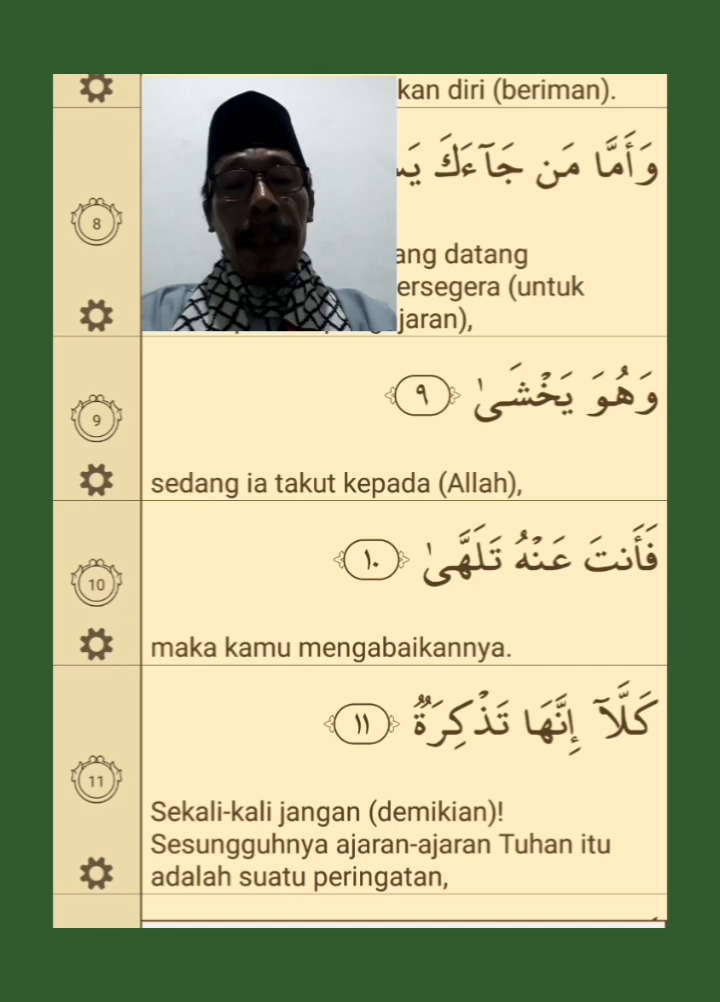 kan diri (beriman).
وَأَمَّا مَن جَآءَكَ
8
ang datang
ersegera (untuk
jaran),
وَهُوَ يَخْشَىٰ ٩
9
sedang ia takut kepada (Allah),
فَأَنتَ عَنْهُ تَلَهَّىٰ ١٠
10
maka kamu mengabaikannya.
كَلَّآ إِنَّهَا تَذْكِرَةٌ ١١
11
Sekali-kali jangan (demikian)!
Sesungguhnya ajaran-ajaran Tuhan itu
adalah suatu peringatan,